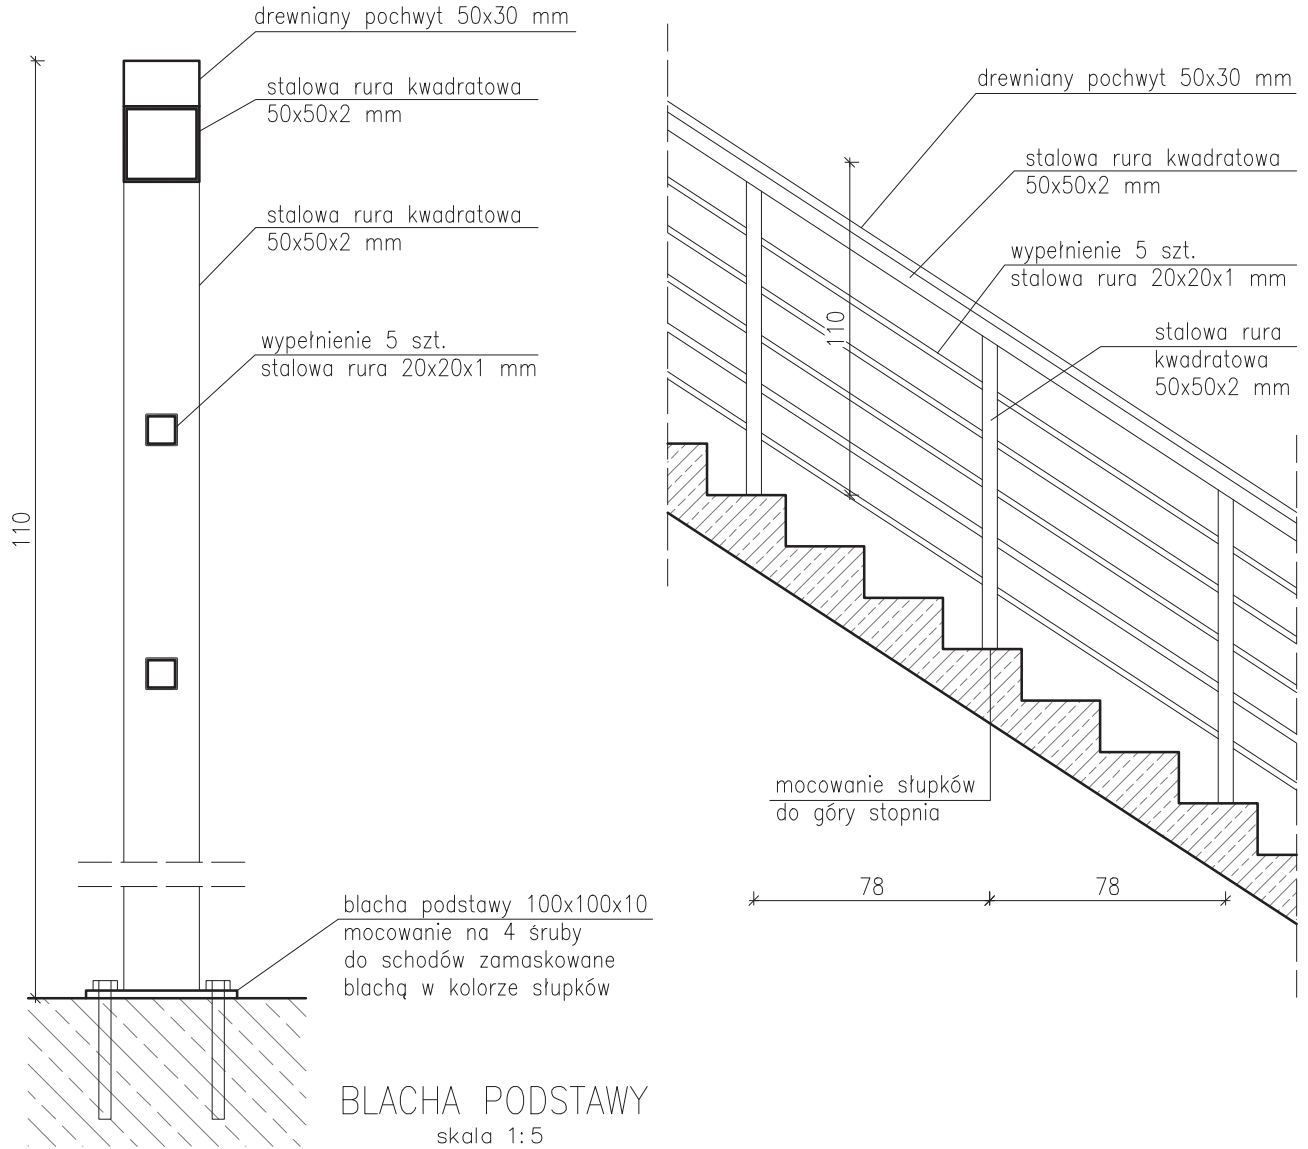 drewniany pochwyt 50x30 mm
stalowa rura kwadratowa
50x50x2 mm
stalowa rura kwadratowa
50x50x2 mm
wypełnienie 5 szt.
stalowa rura 20x20x1 mm
110
blacha podstawy 100x100x10
mocowanie na 4 śruby
do schodów zamaskowane
blachą w kolorze słupków
BLACHA PODSTAWY
skala 1:5
drewniany pochwyt 50x30 mm
stalowa rura kwadratowa
50x50x2 mm
wypełnienie 5 szt.
stalowa rura 20x20x1 mm
stalowa rura
kwadratowa
50x50x2 mm
110
mocowanie słupków
do góry stopnia
78
78